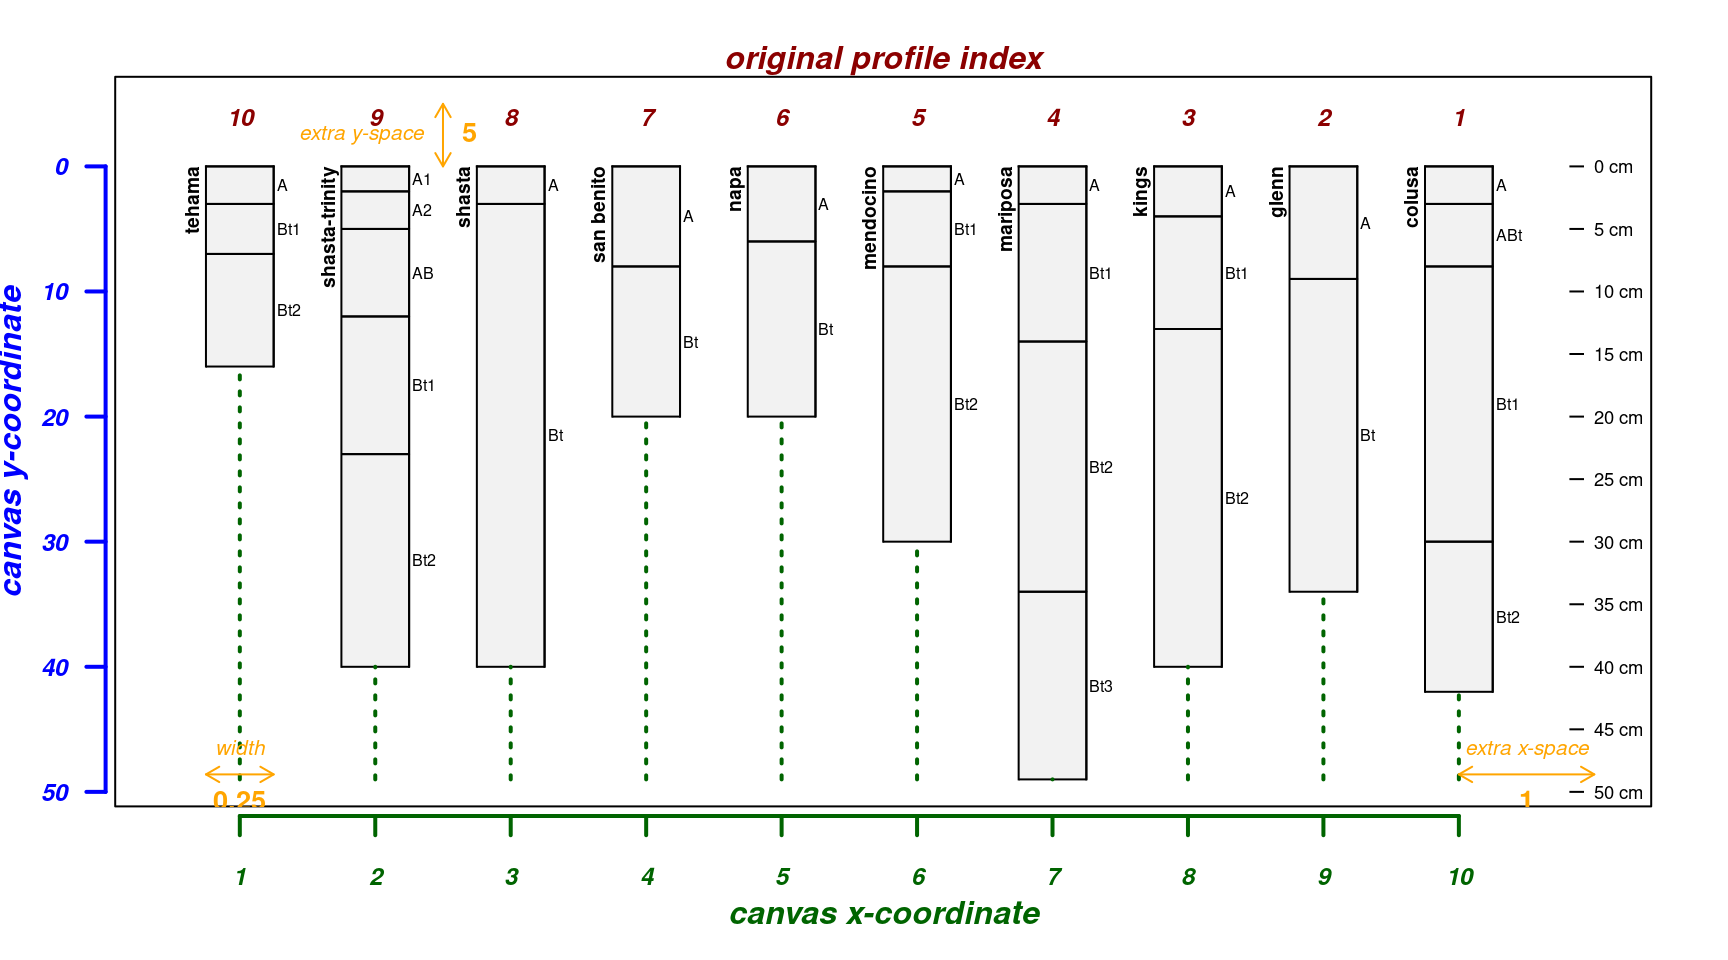 original profile index
10 9 8 7 6 5 4 3 2 1
extra y-space 5
canvas y-coordinate
0
10
20
30
40
50
tehama
A
Bt1
Bt2
shasta-trinity
A1
A2
AB
Bt1
Bt2
shasta
A
Bt
san benito
A
Bt
napa
A
Bt
mendocino
A
Bt1
Bt2
mariposa
A
Bt1
Bt2
Bt3
kings
A
Bt1
Bt2
glenn
A
Bt
colusa
A
ABt
Bt1
Bt2
0 cm
5 cm
10 cm
15 cm
20 cm
25 cm
30 cm
35 cm
40 cm
45 cm
50 cm
width
0.25
extra x-space
1
1 2 3 4 5 6 7 8 9 10
canvas x-coordinate